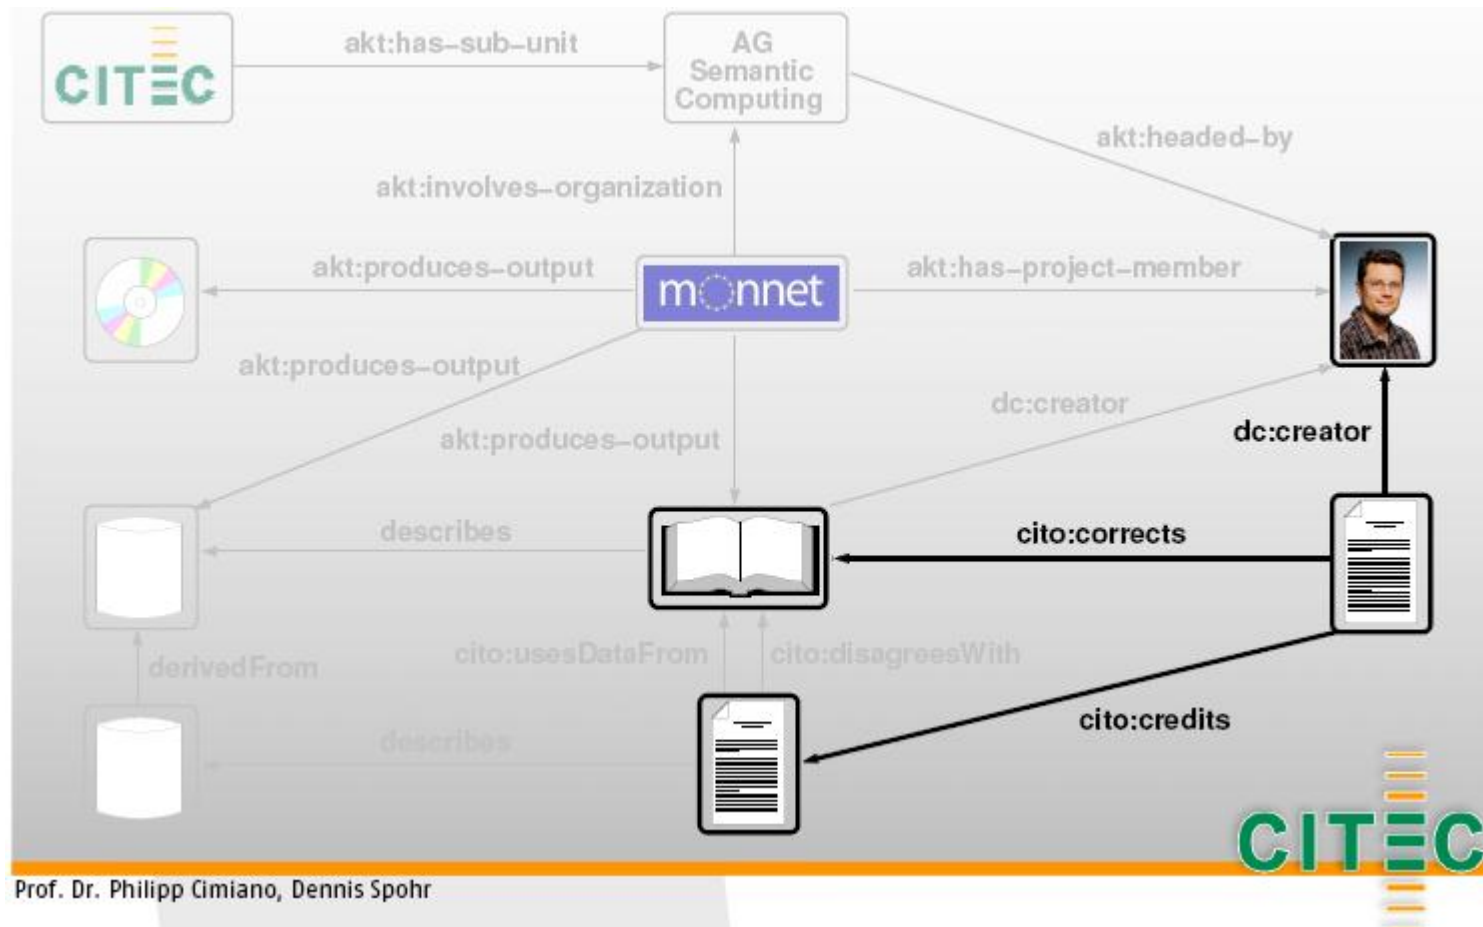 CITEC
akt:has-sub-unit
AG
Semantic
Computing
akt:headed-by
akt:involves-organization
akt:produces-output
monnet
akt:has-project-member
akt:produces-output
dc:creator
akt:produces-output
dc:creator
describes
cito:corrects
derivedFrom
cito:usesDataFrom
cito:disagreesWith
cito:credits
describes
CITEC
Prof. Dr. Philipp Cimiano, Dennis Spohr